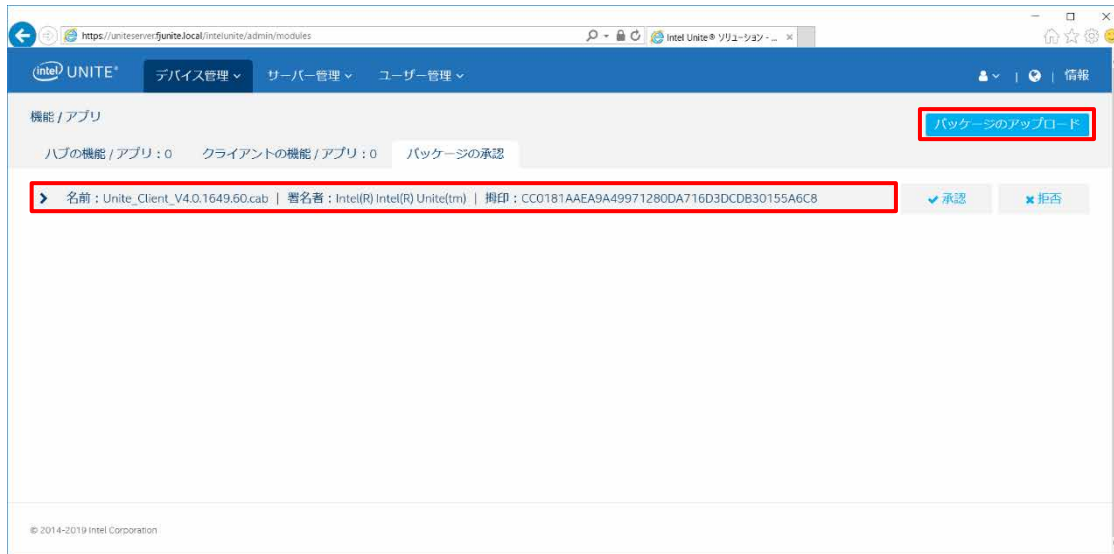 https://uniteserver.fjunite.local/intelunite/admin/modules
Intel Unite® ソリューション - ...
intel UNITE®
デバイス管理
サーバー管理
ユーザー管理
情報
機能 / アプリ
パッケージのアップロード
ハブの機能 / アプリ : 0
クライアントの機能 / アプリ : 0
パッケージの承認
名前 : Unite_Client_V4.0.1649.60.cab | 署名者 : Intel(R) Intel(R) Unite(tm) | 拇印 : CC0181AAEA9A49971280DA716D3DCDB30155A6C8
承認
拒否
© 2014-2019 Intel Corporation